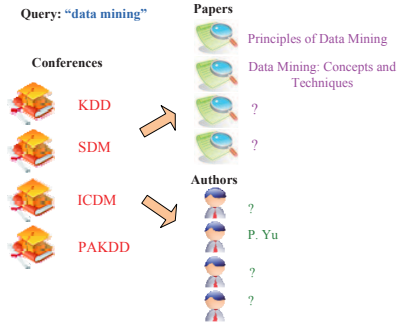 Query: “data mining”
Conferences
KDD
SDM
ICDM
PAKDD
Papers
Principles of Data Mining
Data Mining: Concepts and
Techniques
?
?
Authors
?
P. Yu
?
?